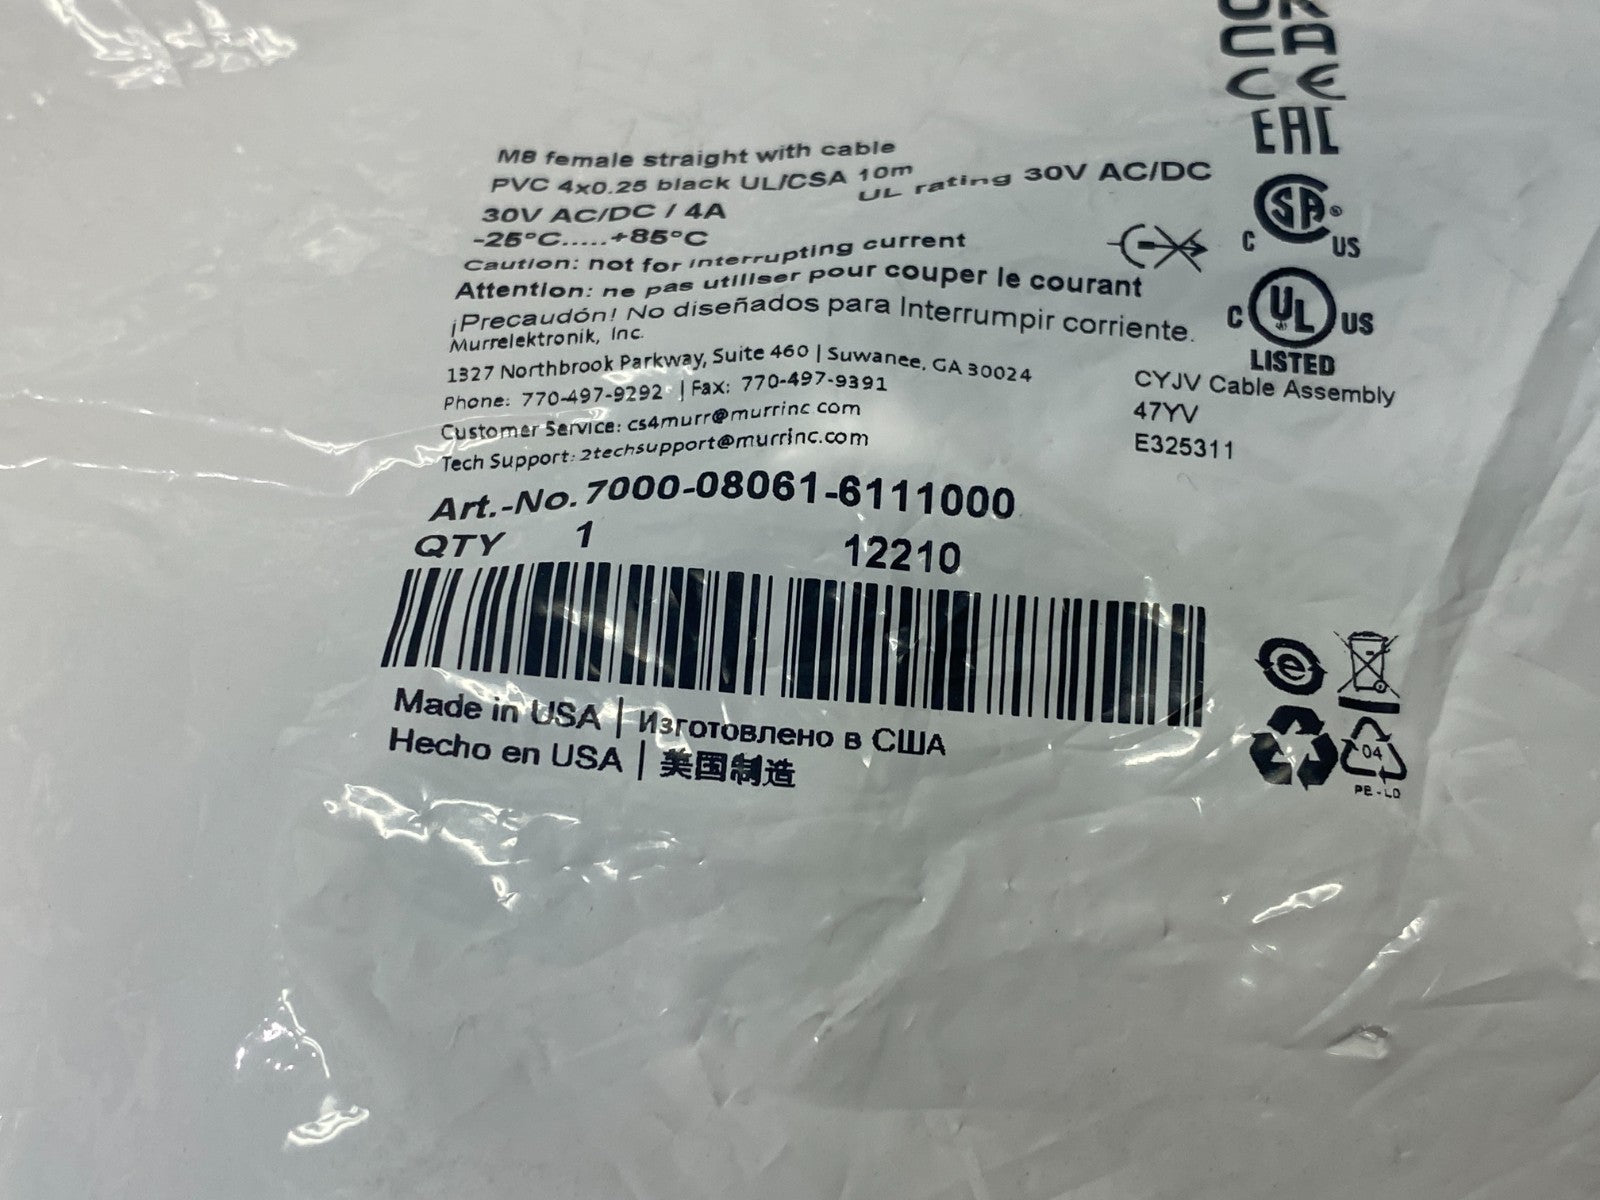 UK
CA
CE
EAC
M8 female straight with cable
PVC 4x0.25 black UL/CSA 10m
UL rating 30V AC/DC
30V AC/DC / 4A
-25°C.....+85°C
Caution: not for interrupting current
Attention: ne pas utiliser pour couper le courant
¡Precaudón! No diseñados para Interrumpir corriente.
Murrelektronik, Inc.
1327 Northbrook Parkway, Suite 460 | Suwanee, GA 30024
Phone: 770-497-9292 | Fax: 770-497-9391
Customer Service: cs4murr@murrinc.com
Tech Support: 2techsupport@murrinc.com
C SA® US
C UL US
LISTED
CYJV Cable Assembly
47YV
E325311
Art.-No. 7000-08061-6111000
QTY 1 12210
Made in USA | Изготовлено в США
Hecho en USA | 美国制造
e
04
PE-LD